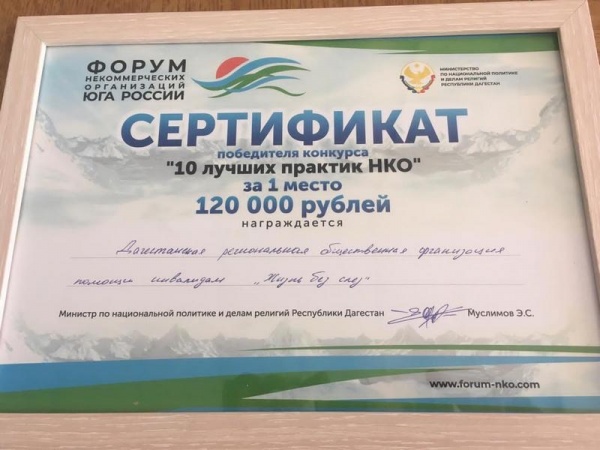 ФОРУМ
НЕКОММЕРЧЕСКИХ
ОРГАНИЗАЦИЙ
ЮГА РОССИИ
МИНИСТЕРСТВО
ПО НАЦИОНАЛЬНОЙ ПОЛИТИКЕ
И ДЕЛАМ РЕЛИГИЙ
РЕСПУБЛИКИ ДАГЕСТАН
СЕРТИФИКАТ
победителя конкурса
"10 лучших практик НКО"
за 1 место
120 000 рублей
награждается
Дагестанская региональная общественная организация
помощи инвалидам „Жизнь без слез"
Министр по национальной политике и делам религий Республики Дагестан Муслимов Э.С.
www.forum-nko.com